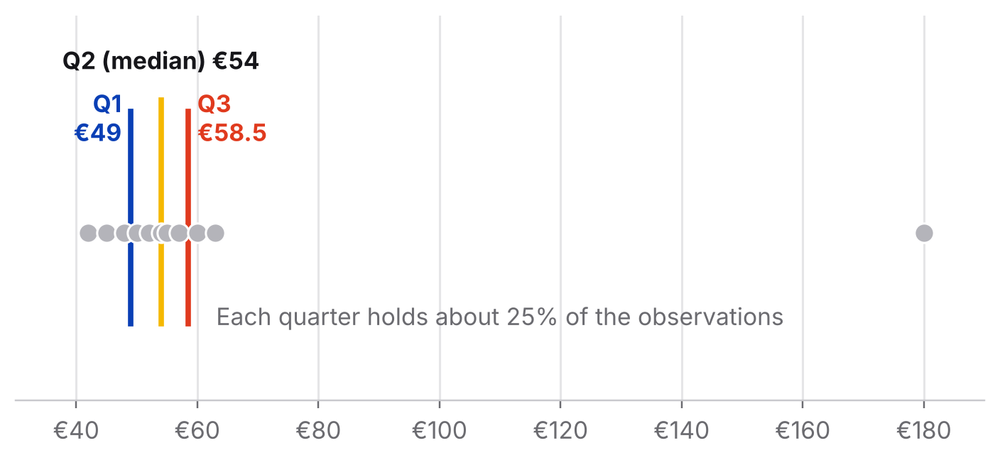 Q2 (median) €54
Q1
€49
Q3
€58.5
Each quarter holds about 25% of the observations
€40 €60 €80 €100 €120 €140 €160 €180